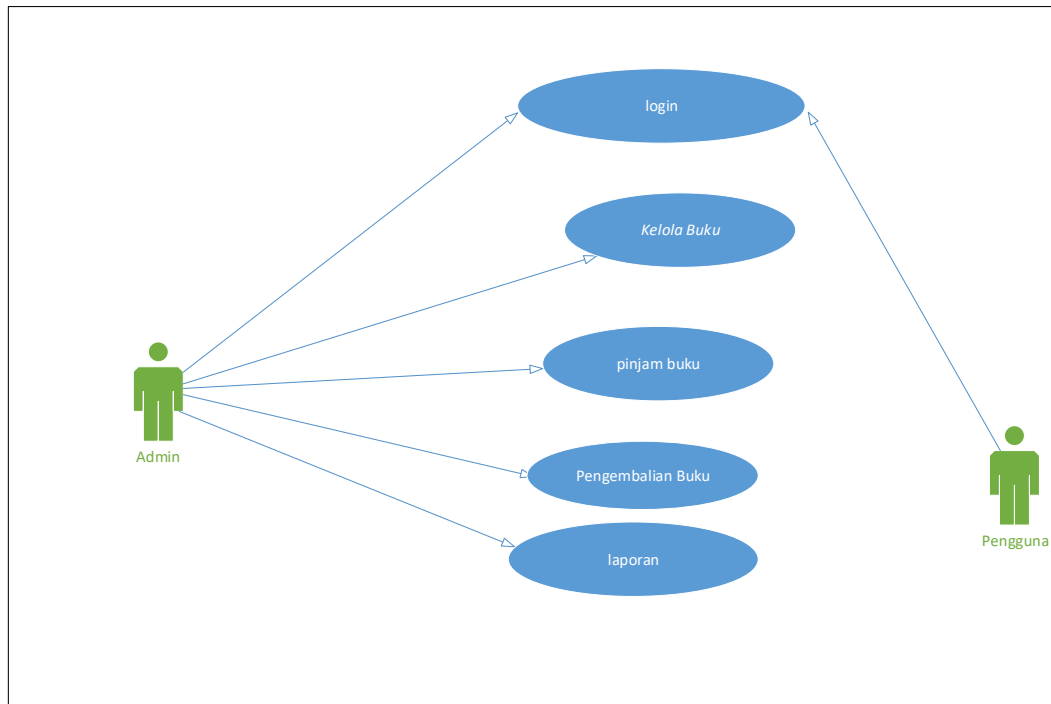 login
Kelola Buku
pinjam buku
Admin
Pengembalian Buku
Pengguna
laporan